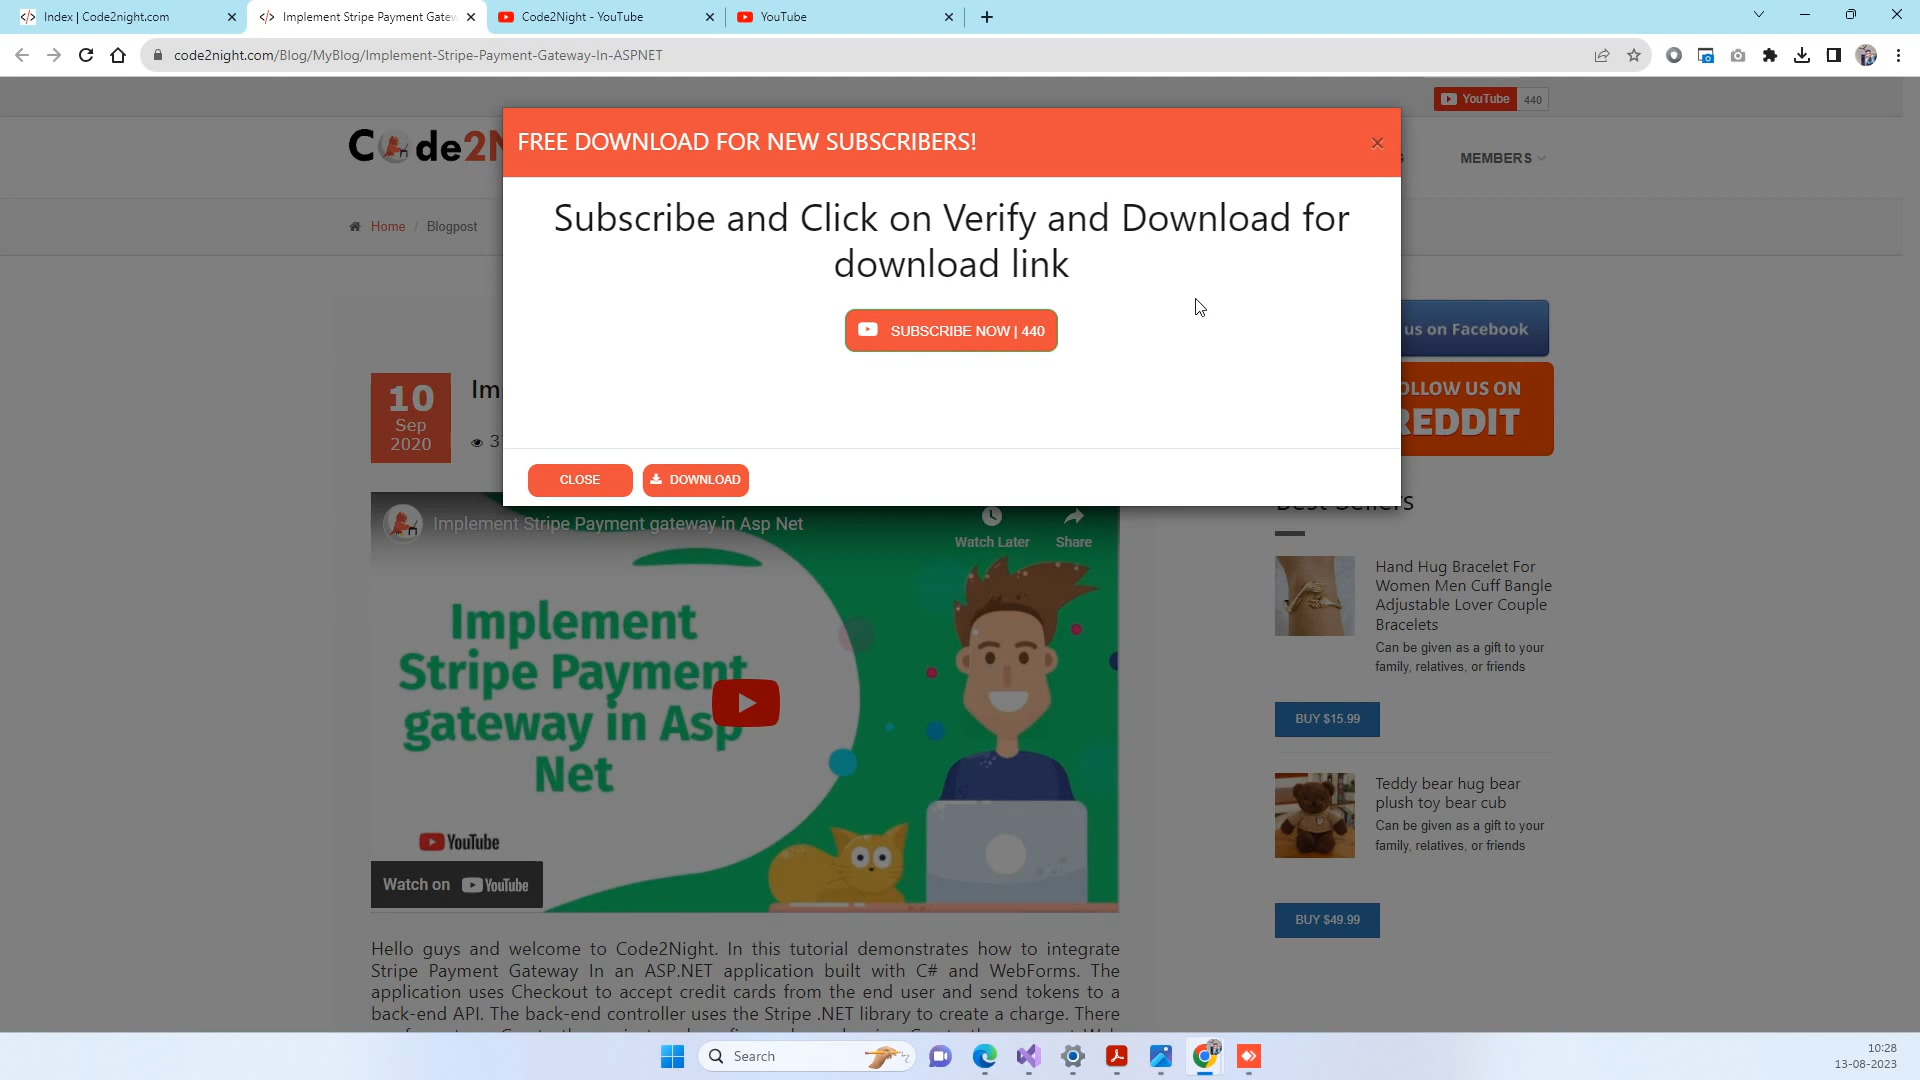 Index | Code2night.com
Implement Stripe Payment Gatew
Code2Night - YouTube
YouTube
code2night.com/Blog/MyBlog/Implement-Stripe-Payment-Gateway-In-ASPNET
YouTube 440
FREE DOWNLOAD FOR NEW SUBSCRIBERS!
×
Code2N
MEMBERS
Subscribe and Click on Verify and Download for
download link
Home / Blogpost
SUBSCRIBE NOW | 440
us on Facebook
OLLOW US ON
REDDIT
10
Sep
2020
Im
3
CLOSE
DOWNLOAD
Best Sellers
Implement Stripe Payment gateway in Asp Net
Watch Later
Share
Implement
Stripe Payment
gateway in Asp
Net
YouTube
Watch on YouTube
Hand Hug Bracelet For
Women Men Cuff Bangle
Adjustable Lover Couple
Bracelets
Can be given as a gift to your
family, relatives, or friends
BUY $15.99
Teddy bear hug bear
plush toy bear cub
Can be given as a gift to your
family, relatives, or friends
BUY $49.99
Hello guys and welcome to Code2Night. In this tutorial demonstrates how to integrate
Stripe Payment Gateway In an ASP.NET application built with C# and WebForms. The
application uses Checkout to accept credit cards from the end user and send tokens to a
back-end API. The back-end controller uses the Stripe .NET library to create a charge. There
Search
10:28
13-08-2023